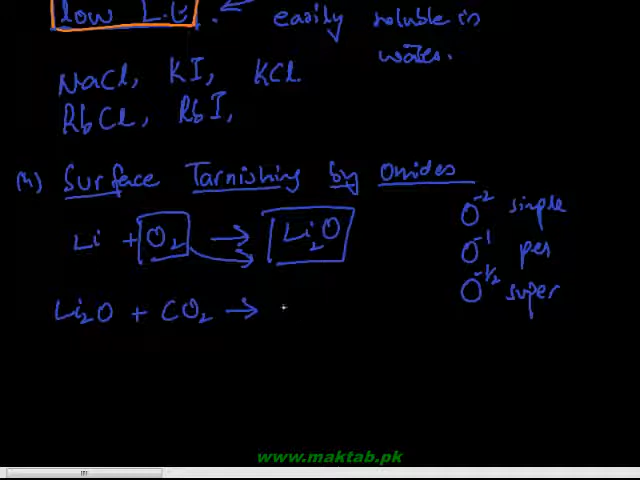 low L.E.
easily soluble in
water.
NaCl, KI, KCl
RbCl, RbI,
Surface Tarnishing by Oxides
Li + O₂ → Li₂O
O⁻² simple
O⁻¹ per
O⁻¹/² super
Li₂O + CO₂ →
www.maktab.pk